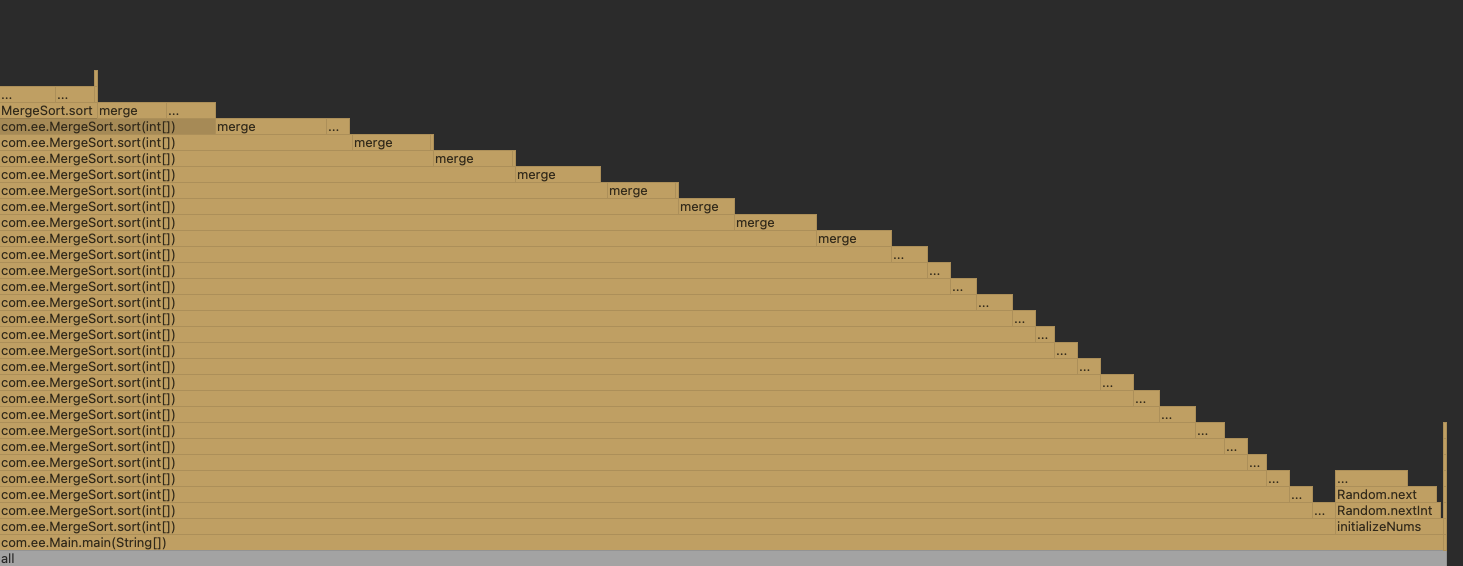 ... ...
MergeSort.sort merge ...
com.ee.MergeSort.sort(int[]) merge ...
com.ee.MergeSort.sort(int[]) merge
com.ee.MergeSort.sort(int[]) merge
com.ee.MergeSort.sort(int[]) merge
com.ee.MergeSort.sort(int[]) merge
com.ee.MergeSort.sort(int[]) merge
com.ee.MergeSort.sort(int[]) merge
com.ee.MergeSort.sort(int[]) merge
com.ee.MergeSort.sort(int[]) ...
com.ee.MergeSort.sort(int[]) ...
com.ee.MergeSort.sort(int[]) ...
com.ee.MergeSort.sort(int[]) ...
com.ee.MergeSort.sort(int[]) ...
com.ee.MergeSort.sort(int[]) ...
com.ee.MergeSort.sort(int[]) ...
com.ee.MergeSort.sort(int[]) ...
com.ee.MergeSort.sort(int[]) ...
com.ee.MergeSort.sort(int[]) ...
com.ee.MergeSort.sort(int[]) ...
com.ee.MergeSort.sort(int[]) ...
com.ee.MergeSort.sort(int[]) ...
com.ee.MergeSort.sort(int[]) ...
com.ee.MergeSort.sort(int[]) ... ...
com.ee.MergeSort.sort(int[]) ... Random.next
com.ee.MergeSort.sort(int[]) ... Random.nextInt
com.ee.MergeSort.sort(int[]) initializeNums
com.ee.Main.main(String[])
all